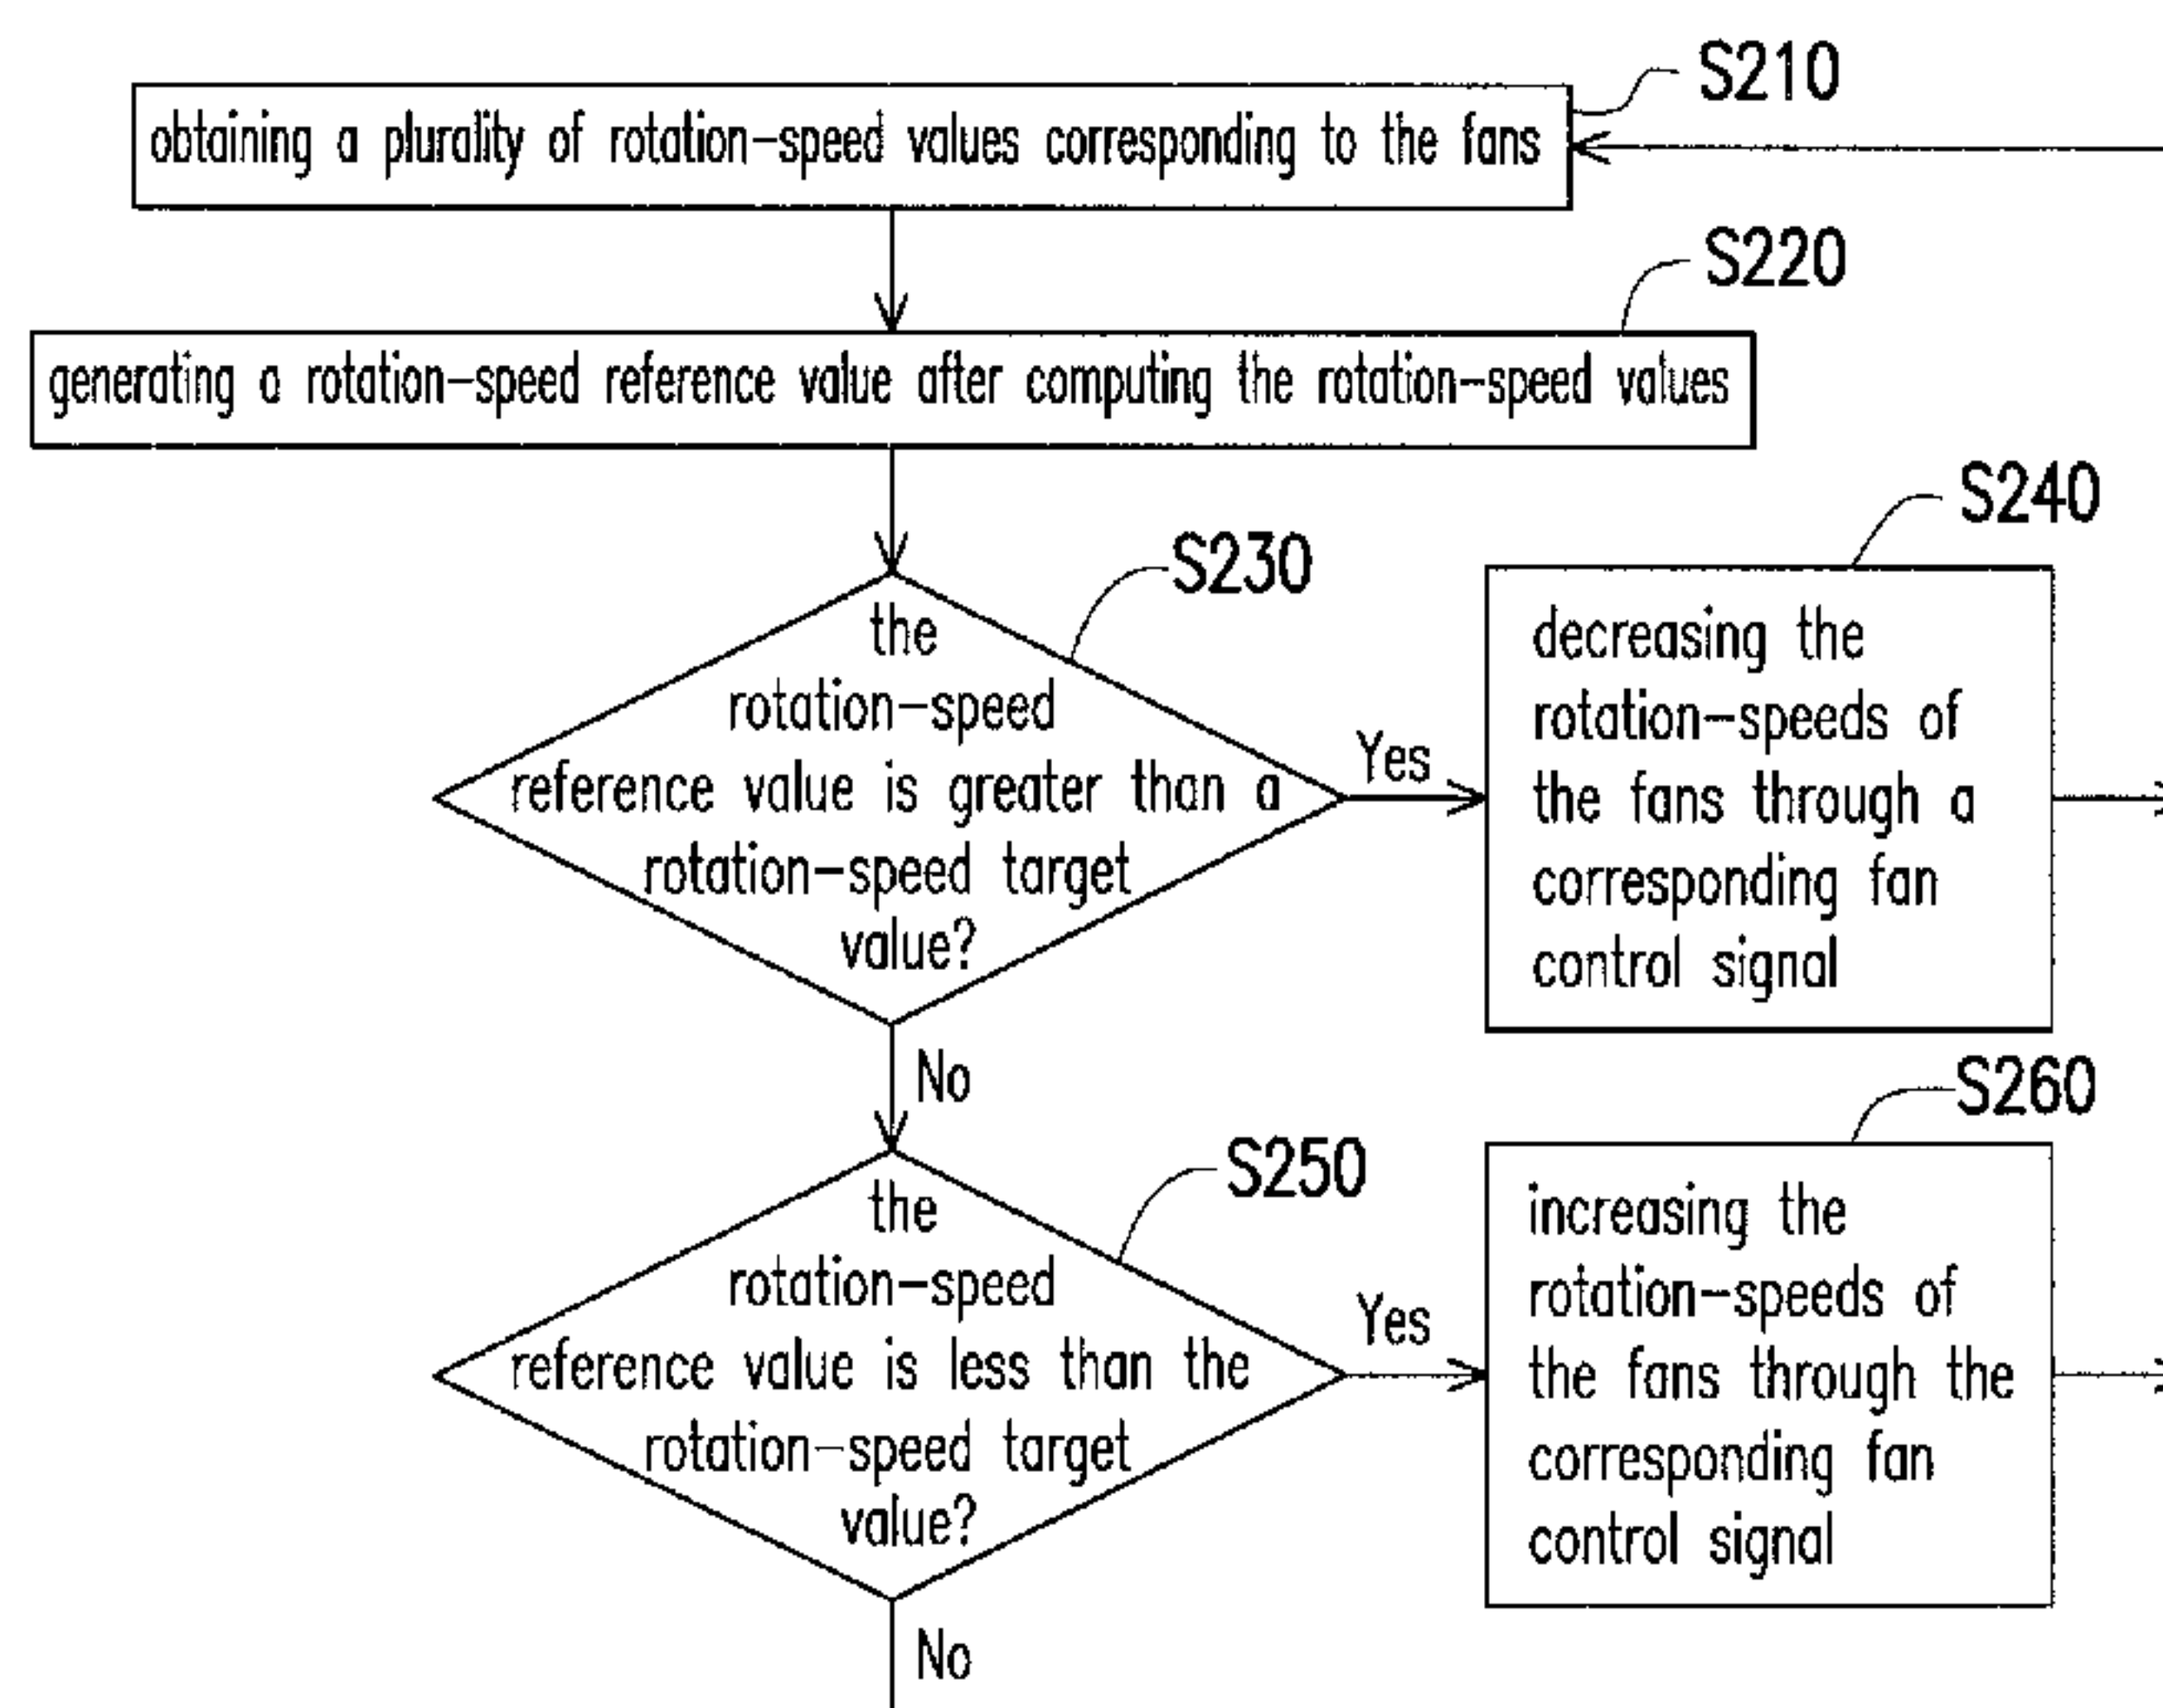 S210
obtaining a plurality of rotation-speed values corresponding to the fans
S220
generating a rotation-speed reference value after computing the rotation-speed values
S230
the
rotation-speed
reference value is greater than a
rotation-speed target
value?
Yes
S240
decreasing the
rotation-speeds of
the fans through a
corresponding fan
control signal
No
S250
the
rotation-speed
reference value is less than the
rotation-speed target
value?
Yes
S260
increasing the
rotation-speeds of
the fans through the
corresponding fan
control signal
No